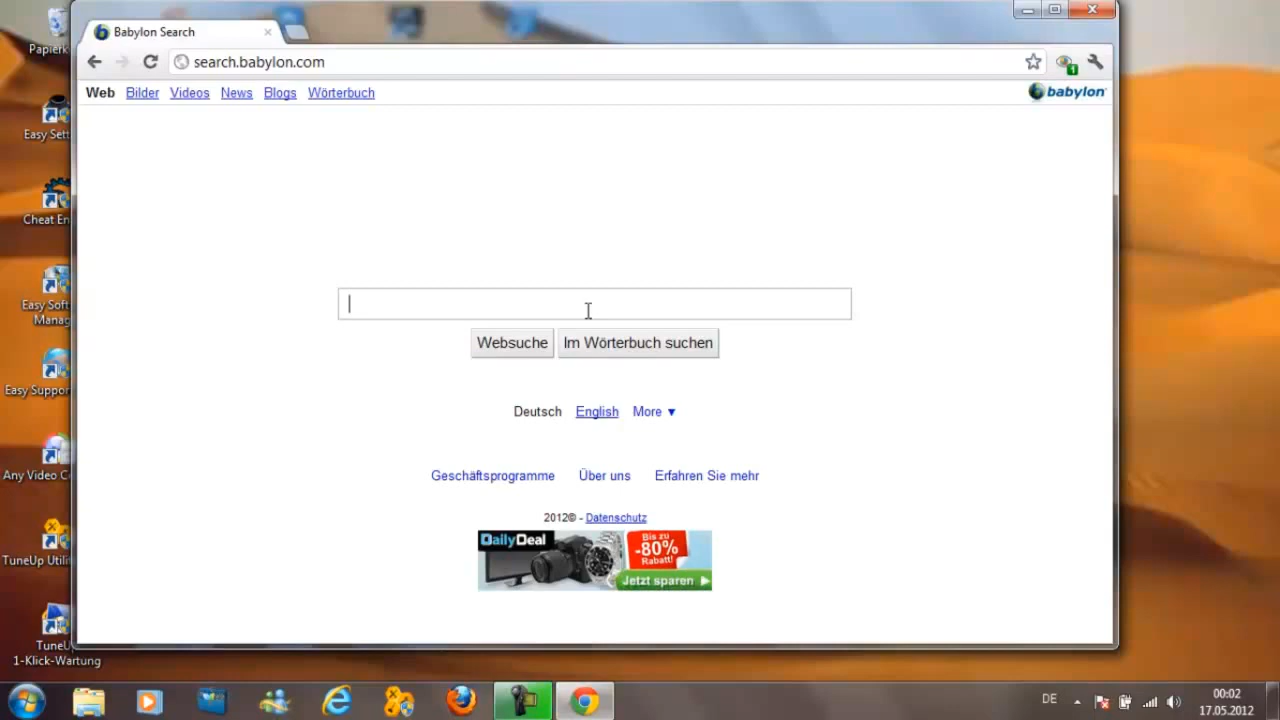 Babylon Search
search.babylon.com
1
Web Bilder Videos News Blogs Wörterbuch
babylon
Websuche Im Wörterbuch suchen
Deutsch English More ▼
Geschäftsprogramme Über uns Erfahren Sie mehr
2012© - Datenschutz
DailyDeal
Bis zu
-80%
Rabatt!
Jetzt sparen
Papierk
Easy Sett
Cheat En
Easy Soft
Manag
Easy Suppor
Any Video C
TuneUp Utili
TuneU
1-Klick-Wartung
DE
00:02
17.05.2012